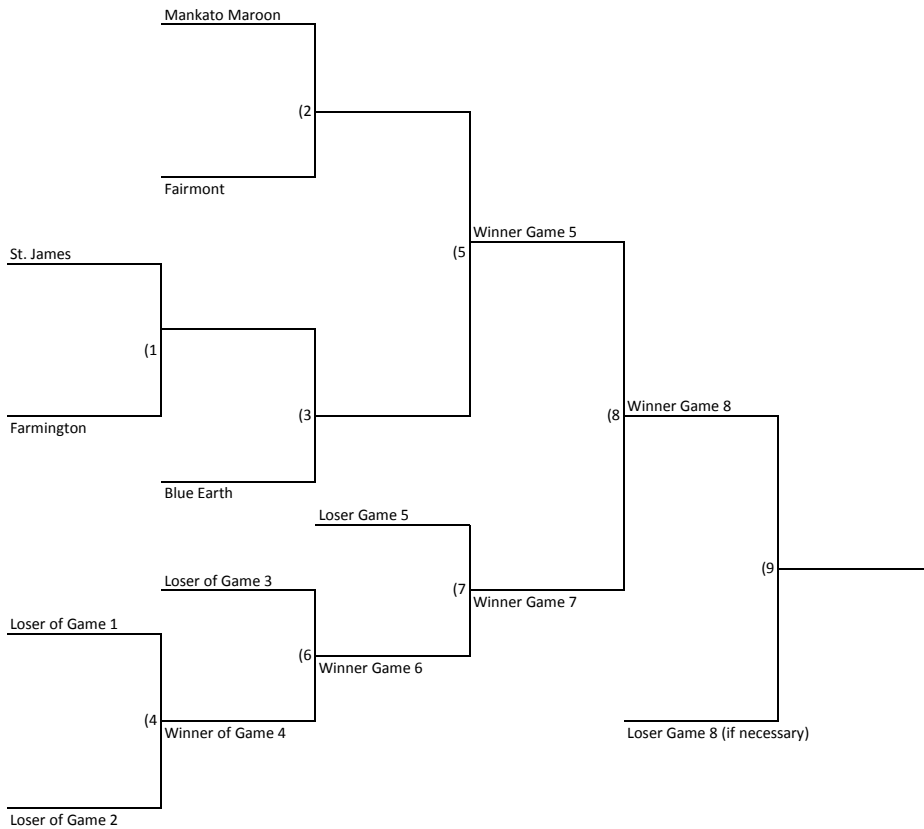 Mankato Maroon
(2
Fairmont
Winner Game 5
St. James
(5
(1
Winner Game 8
(3
(8
Farmington
Blue Earth
Loser Game 5
(9
Loser of Game 3
(7
Winner Game 7
Loser of Game 1
(6
Winner Game 6
(4
Winner of Game 4
Loser Game 8 (if necessary)
Loser of Game 2